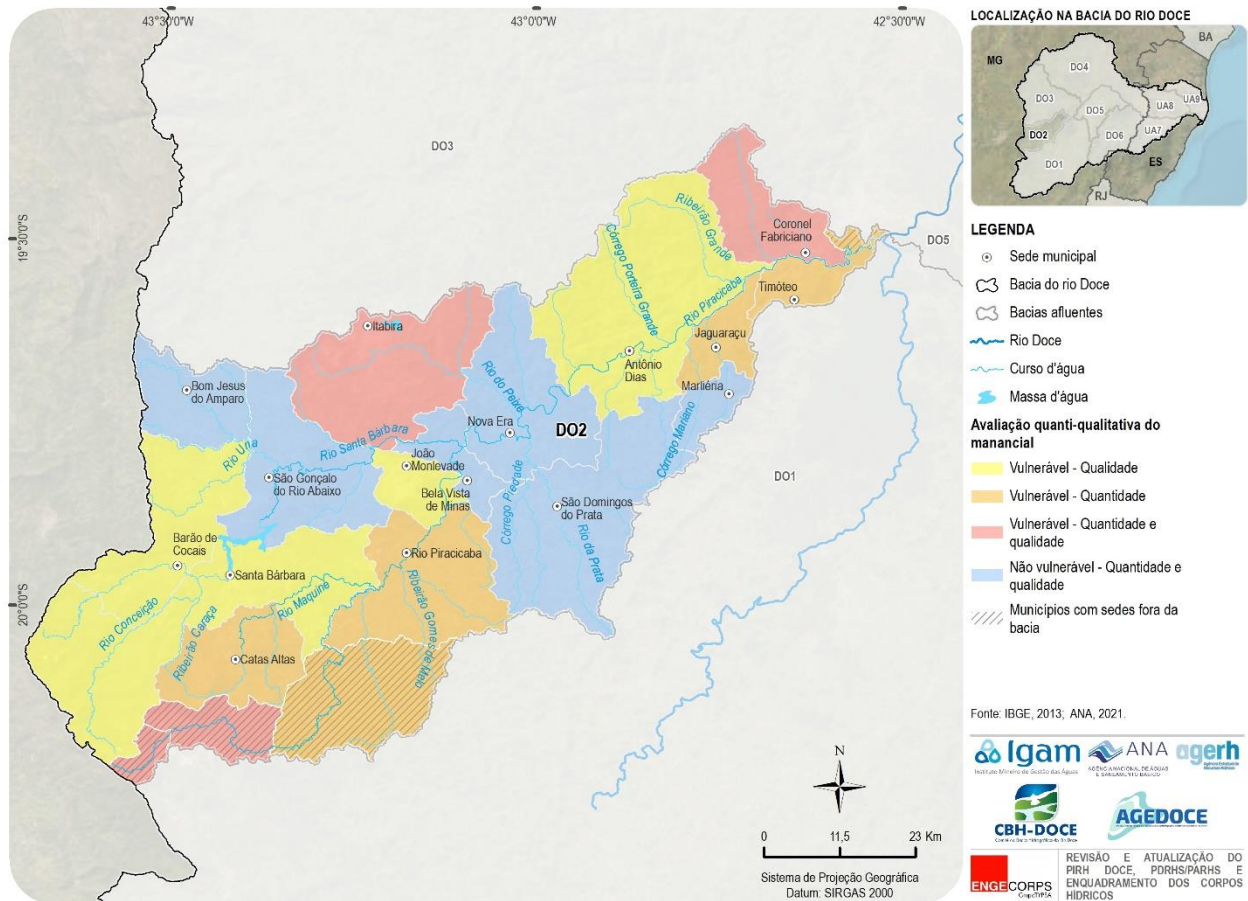 43°30'0"W
43°0'0"W
42°30'0"W
19°30'0"S
20°0'0"S
DO3
DO5
DO1
DO2
Coronel
Fabriciano
Ribeirão Grande
Córrego Porteira Grande
Rio Piracicaba
Timóteo
Itabira
Jaguaraçu
Antônio
Dias
Marliéria
Bom Jesus
do Amparo
Rio do Peixe
Nova Era
Córrego Mariano
Rio Santa Bárbara
Rio Una
João
Monlevade
São Gonçalo
do Rio Abaixo
Bela Vista
de Minas
Córrego Piedade
São Domingos
do Prata
Rio da Prata
Barão de
Cocais
Rio Piracicaba
Santa Bárbara
Rio Maquine
Rio Conceição
Ribeirão Caraça
Ribeirão Gomes de Melo
Catas Altas
N
0 11,5 23 Km
Sistema de Projeção Geográfica
Datum: SIRGAS 2000
LOCALIZAÇÃO NA BACIA DO RIO DOCE
BA
MG
DO4
DO3
DO5
UA8
UA9
DO2
DO6
UA7
DO1
ES
RJ
LEGENDA
Sede municipal
Bacia do rio Doce
Bacias afluentes
Rio Doce
Curso d'água
Massa d'água
Avaliação quanti-qualitativa do
manancial
Vulnerável - Qualidade
Vulnerável - Quantidade
Vulnerável - Quantidade e
qualidade
Não vulnerável - Quantidade e
qualidade
Municípios com sedes fora da
bacia
Fonte: IBGE, 2013; ANA, 2021.
Igam
Instituto Mineiro de Gestão das Águas
ANA
AGÊNCIA NACIONAL DE ÁGUAS
E SANEAMENTO BÁSICO
agerh
CBH-DOCE
AGEDOCE
ENGECORPS
GrupoTYPSA
REVISÃO E ATUALIZAÇÃO DO
PIRH DOCE, PDRHS/PARHS E
ENQUADRAMENTO DOS CORPOS
HÍDRICOS